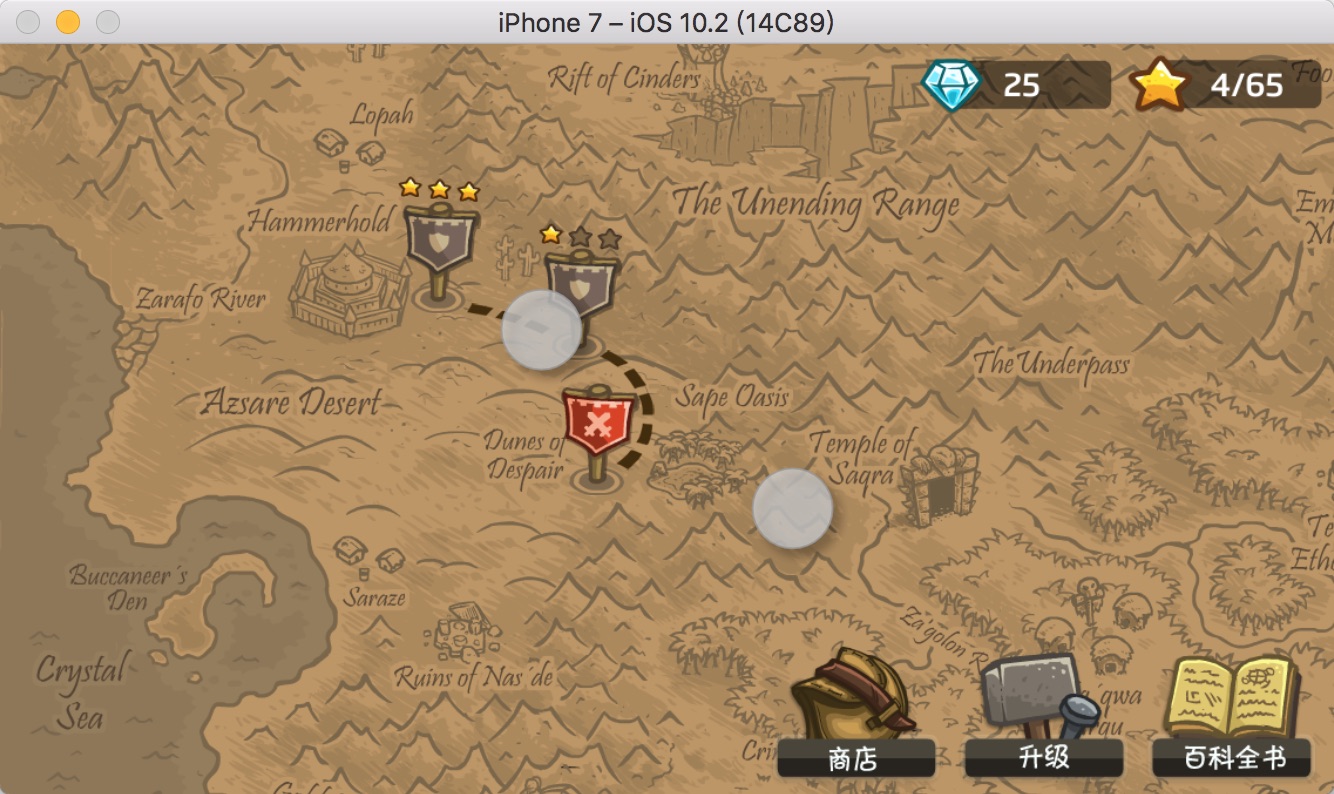 iPhone 7 – iOS 10.2 (14C89)
Rift of Cinders
25
4/65
Lopah
The Unending Range
Hammerhold
Zarafo River
The Underpass
Azsare Desert
Sape Oasis
Dunes of
Despair
Temple of
Saqra
Buccaneer's
Den
Saraze
Za'golon
Ruins of Nas'de
Crystal
Sea
商店
升级
百科全书